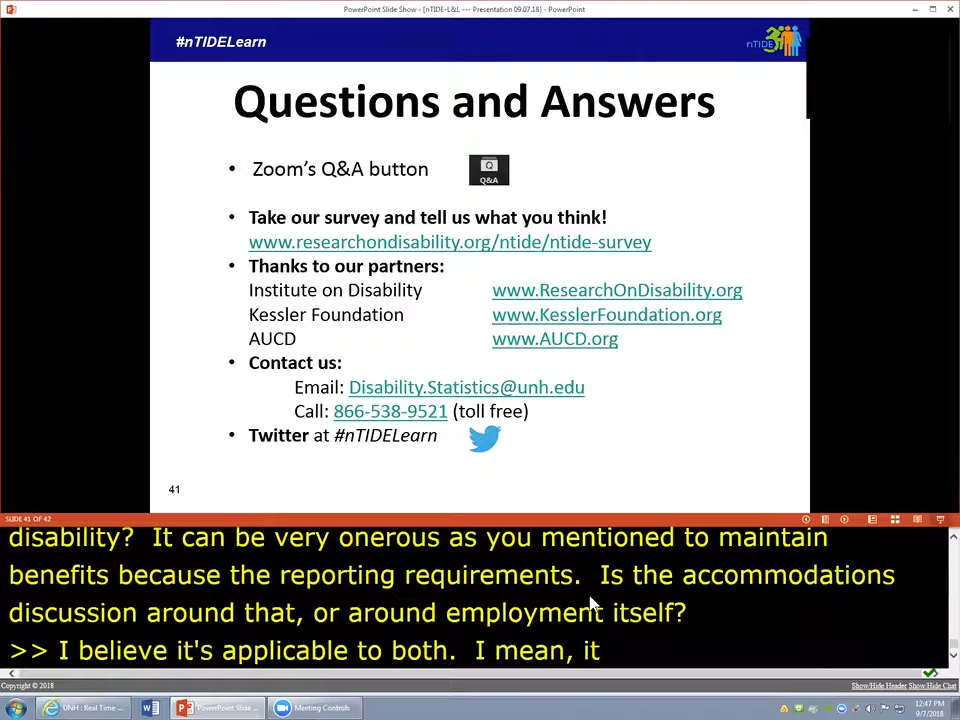 PowerPoint Slide Show - [nTIDE-L&L --- Presentation 09.07.18] - PowerPoint
#nTIDELearn
nTIDE
Questions and Answers
• Zoom's Q&A button
Q
Q&A
• Take our survey and tell us what you think!
www.researchondisability.org/ntide/ntide-survey
• Thanks to our partners:
Institute on Disability www.ResearchOnDisability.org
Kessler Foundation www.KesslerFoundation.org
AUCD www.AUCD.org
• Contact us:
Email: Disability.Statistics@unh.edu
Call: 866-538-9521 (toll free)
• Twitter at #nTIDELearn
41
SLIDE 41 OF 42
disability?  It can be very onerous as you mentioned to maintain
benefits because the reporting requirements.  Is the accommodations
discussion around that, or around employment itself?
>> I believe it's applicable to both.  I mean, it
Copyright © 2018 Show/Hide Header Show/Hide Chat
UNH : Real Time ... PowerPoint Slide ... Meeting Controls
12:47 PM
9/7/2018